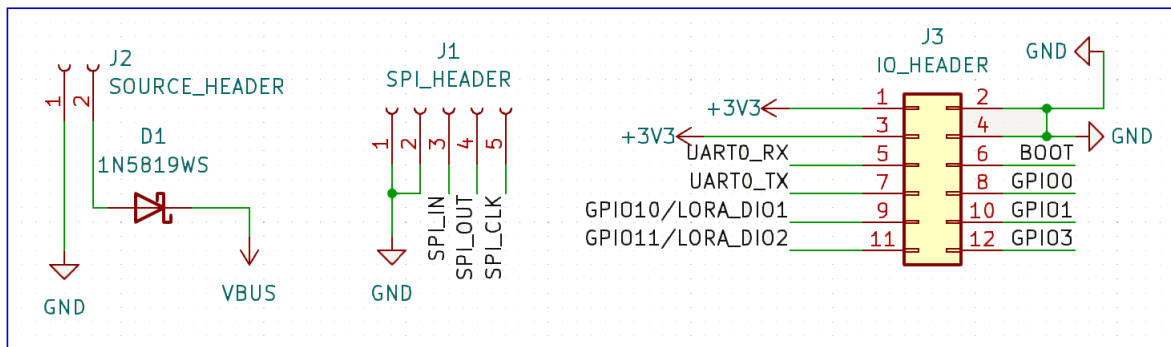 J2
SOURCE_HEADER
1
2
D1
1N5819WS
GND
VBUS
J1
SPI_HEADER
1
2
3
4
5
SPI_IN
SPI_OUT
SPI_CLK
GND
J3
IO_HEADER
GND
+3V3 1 2
+3V3 3 4 GND
UART0_RX 5 6 BOOT
UART0_TX 7 8 GPIO0
GPIO10/LORA_DIO1 9 10 GPIO1
GPIO11/LORA_DIO2 11 12 GPIO3